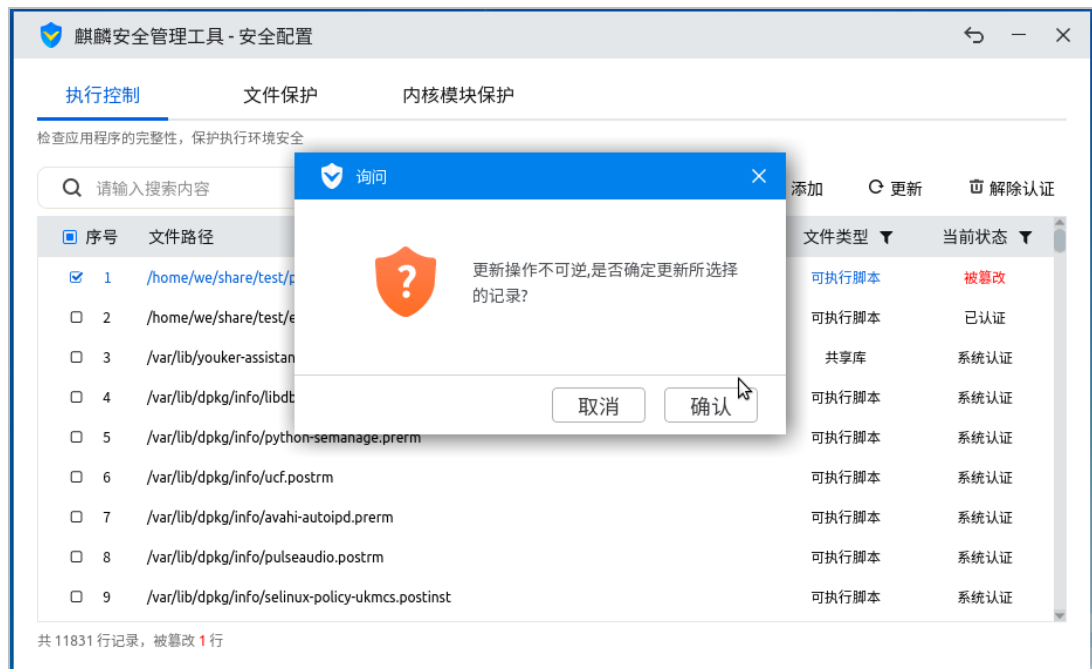 麒麟安全管理工具 - 安全配置
执行控制 文件保护 内核模块保护
检查应用程序的完整性，保护执行环境安全
请输入搜索内容 添加 更新 解除认证
询问
更新操作不可逆,是否确定更新所选择
的记录?
取消 确认
序号 文件路径 文件类型 当前状态
1 /home/we/share/test/ 可执行脚本 被篡改
2 /home/we/share/test/ 可执行脚本 已认证
3 /var/lib/youker-assistan 共享库 系统认证
4 /var/lib/dpkg/info/libdb 可执行脚本 系统认证
5 /var/lib/dpkg/info/python-semanage.prerm 可执行脚本 系统认证
6 /var/lib/dpkg/info/ucf.postrm 可执行脚本 系统认证
7 /var/lib/dpkg/info/avahi-autoipd.prerm 可执行脚本 系统认证
8 /var/lib/dpkg/info/pulseaudio.postrm 可执行脚本 系统认证
9 /var/lib/dpkg/info/selinux-policy-ukmcs.postinst 可执行脚本 系统认证
共 11831 行记录，被篡改 1 行